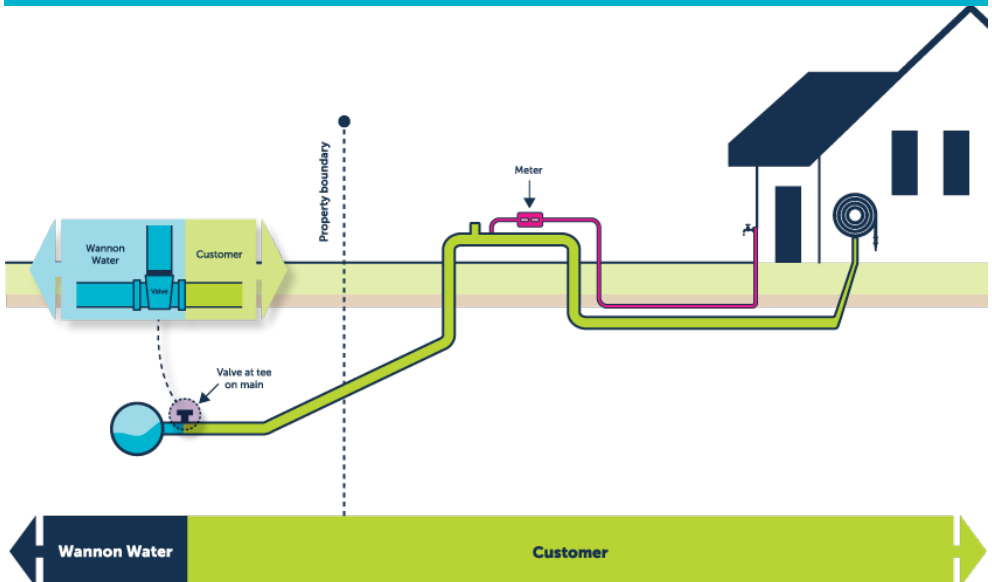 Property boundary
Meter
Wannon
Water
Customer
Valve
Valve at tee
on main
Wannon Water
Customer